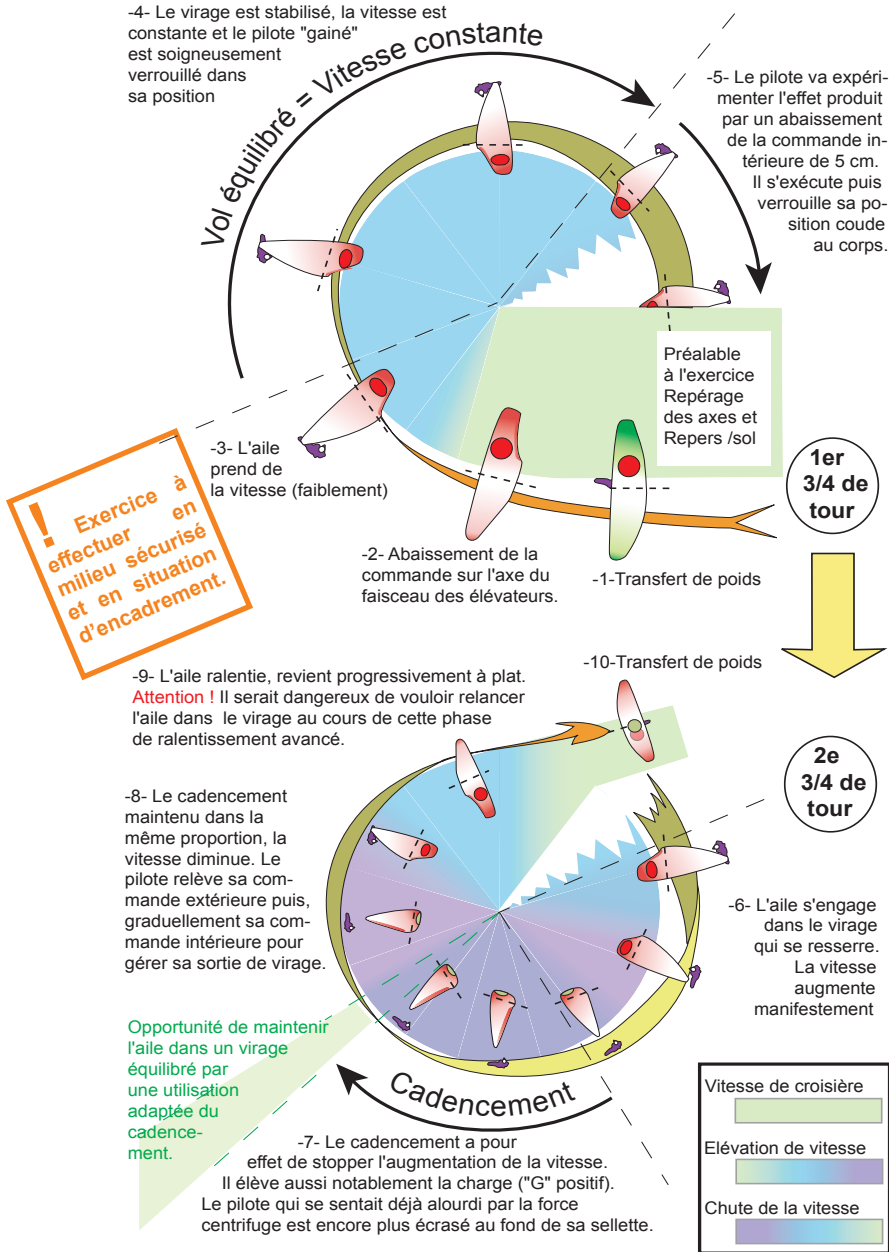 -4- Le virage est stabilisé, la vitesse est
constante et le pilote "gainé"
est soigneusement
verrouillé dans
sa position
Vol équilibré = Vitesse constante
-5- Le pilote va expéri-
menter l'effet produit
par un abaissement
de la commande in-
térieure de 5 cm.
Il s'exécute puis
verrouille sa po-
sition coude
au corps.
Préalable
à l'exercice
Repérage
des axes et
Repers /sol
-3- L'aile
prend de
la vitesse (faiblement)
! Exercice à
effectuer en
milieu sécurisé
et en situation
d'encadrement.
-2- Abaissement de la
commande sur l'axe du
faisceau des élévateurs.
-1-Transfert de poids
1er
3/4 de
tour
-10-Transfert de poids
-9- L'aile ralentie, revient progressivement à plat.
Attention ! Il serait dangereux de vouloir relancer
l'aile dans le virage au cours de cette phase
de ralentissement avancé.
2e
3/4 de
tour
-8- Le cadencement
maintenu dans la
même proportion, la
vitesse diminue. Le
pilote relève sa com-
mande extérieure puis,
graduellement sa com-
mande intérieure pour
gérer sa sortie de virage.
-6- L'aile s'engage
dans le virage
qui se resserre.
La vitesse
augmente
manifestement
Opportunité de maintenir
l'aile dans un virage
équilibré par
une utilisation
adaptée du
cadence-
ment.
Cadencement
-7- Le cadencement a pour
effet de stopper l'augmentation de la vitesse.
Il élève aussi notablement la charge ("G" positif).
Le pilote qui se sentait déjà alourdi par la force
centrifuge est encore plus écrasé au fond de sa sellette.
Vitesse de croisière
Elévation de vitesse
Chute de la vitesse